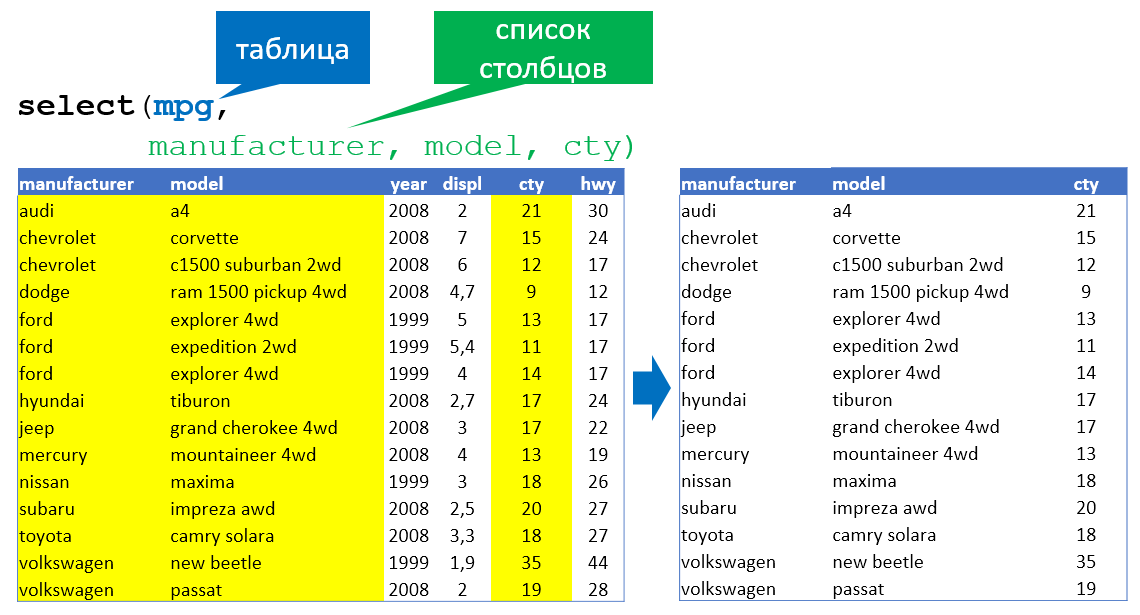 таблица
список
столбцов
select(mpg,
manufacturer, model, cty)
manufacturer model year displ cty hwy
audi a4 2008 2 21 30
chevrolet corvette 2008 7 15 24
chevrolet c1500 suburban 2wd 2008 6 12 17
dodge ram 1500 pickup 4wd 2008 4,7 9 12
ford explorer 4wd 1999 5 13 17
ford expedition 2wd 1999 5,4 11 17
ford explorer 4wd 1999 4 14 17
hyundai tiburon 2008 2,7 17 24
jeep grand cherokee 4wd 2008 3 17 22
mercury mountaineer 4wd 2008 4 13 19
nissan maxima 1999 3 18 26
subaru impreza awd 2008 2,5 20 27
toyota camry solara 2008 3,3 18 27
volkswagen new beetle 1999 1,9 35 44
volkswagen passat 2008 2 19 28
manufacturer model cty
audi a4 21
chevrolet corvette 15
chevrolet c1500 suburban 2wd 12
dodge ram 1500 pickup 4wd 9
ford explorer 4wd 13
ford expedition 2wd 11
ford explorer 4wd 14
hyundai tiburon 17
jeep grand cherokee 4wd 17
mercury mountaineer 4wd 13
nissan maxima 18
subaru impreza awd 20
toyota camry solara 18
volkswagen new beetle 35
volkswagen passat 19